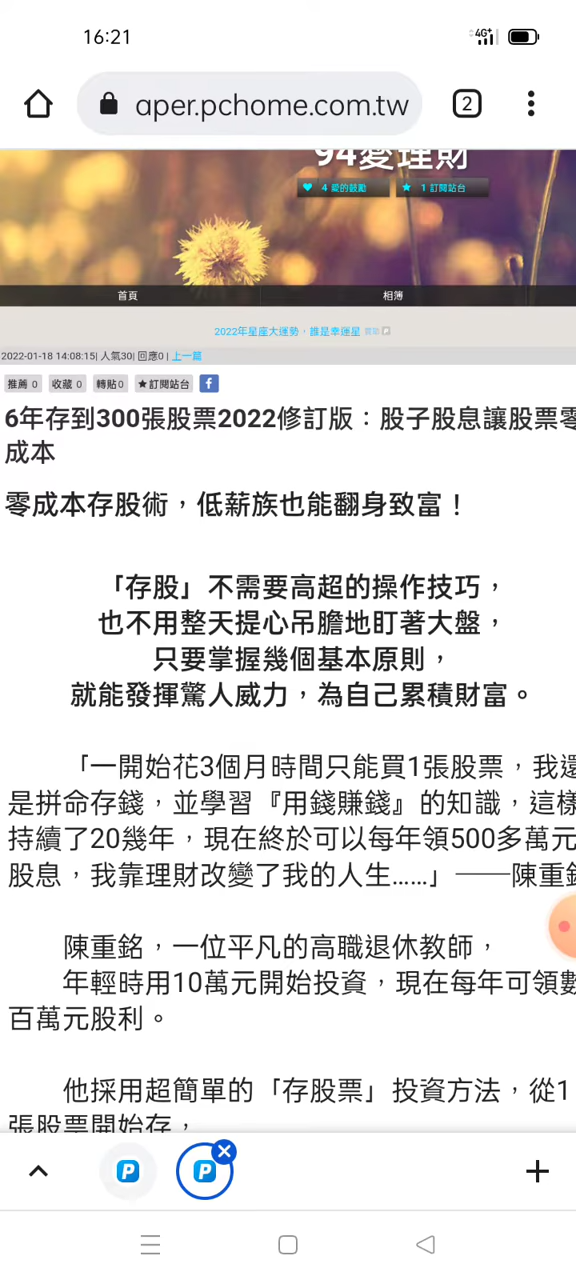 16:21
4G+
aper.pchome.com.tw
2
94愛理財
4 愛的鼓勵
1 訂閱站台
首頁
相簿
2022年星座大運勢，誰是幸運星 贊助
2022-01-18 14:08:15| 人氣30| 回應0 | 上一篇
推薦 0 收藏 0 轉貼0 ★訂閱站台
6年存到300張股票2022修訂版：股子股息讓股票零
成本
零成本存股術，低薪族也能翻身致富！
「存股」不需要高超的操作技巧，
也不用整天提心吊膽地盯著大盤，
只要掌握幾個基本原則，
就能發揮驚人威力，為自己累積財富。
「一開始花3個月時間只能買1張股票，我還
是拼命存錢，並學習『用錢賺錢』的知識，這樣
持續了20幾年，現在終於可以每年領500多萬元
股息，我靠理財改變了我的人生……」——陳重銘
陳重銘，一位平凡的高職退休教師，
年輕時用10萬元開始投資，現在每年可領數
百萬元股利。
他採用超簡單的「存股票」投資方法，從1
張股票開始存，